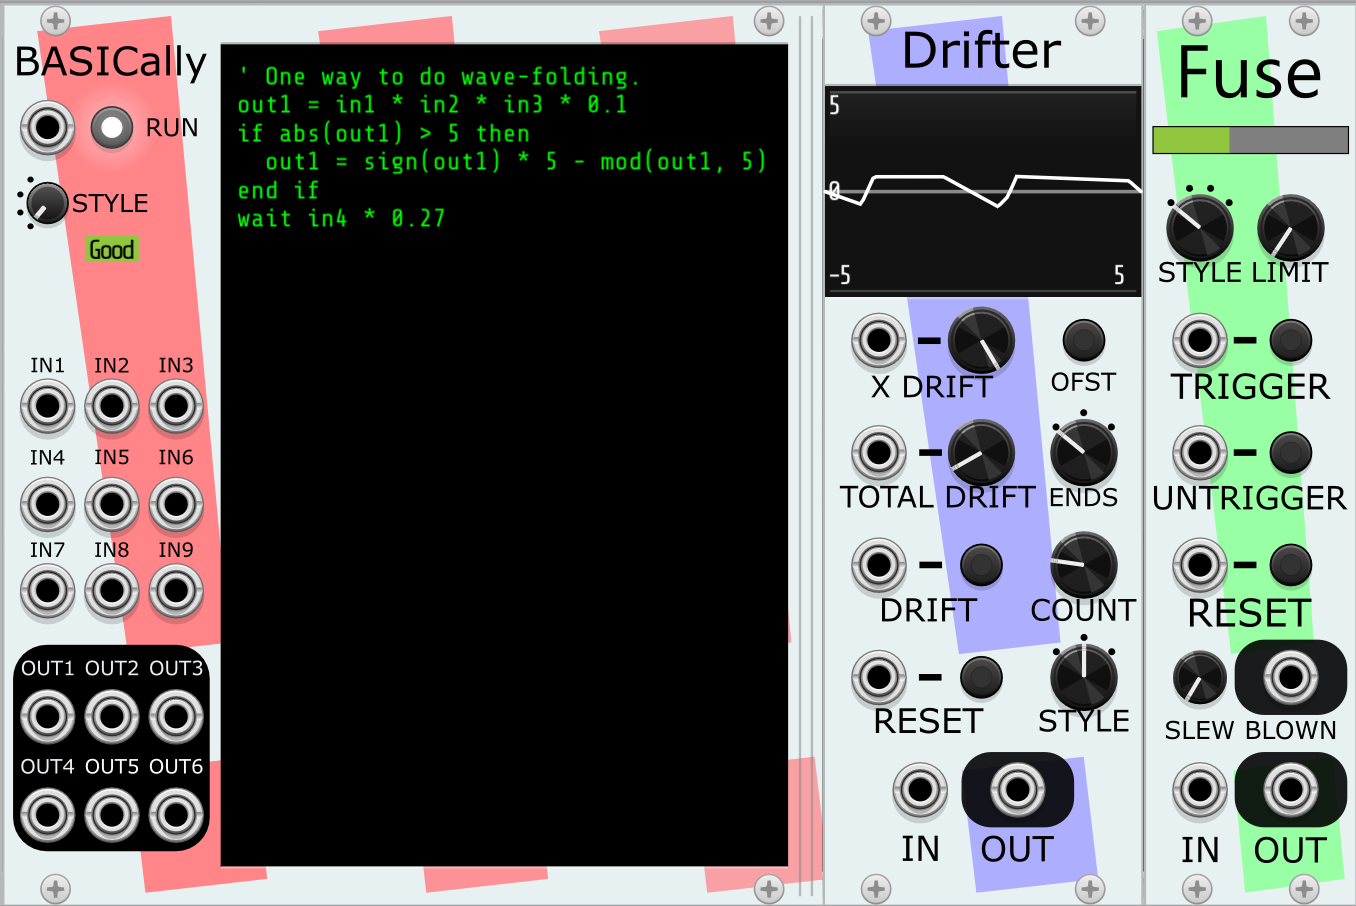 BASICally
RUN
STYLE
Good
IN1 IN2 IN3
IN4 IN5 IN6
IN7 IN8 IN9
OUT1 OUT2 OUT3
OUT4 OUT5 OUT6
' One way to do wave-folding.
out1 = in1 * in2 * in3 * 0.1
if abs(out1) > 5 then
  out1 = sign(out1) * 5 - mod(out1, 5)
end if
wait in4 * 0.27
Drifter
5
0
-5 5
X DRIFT OFST
TOTAL DRIFT ENDS
DRIFT COUNT
RESET STYLE
IN OUT
Fuse
STYLE LIMIT
TRIGGER
UNTRIGGER
RESET
SLEW BLOWN
IN OUT